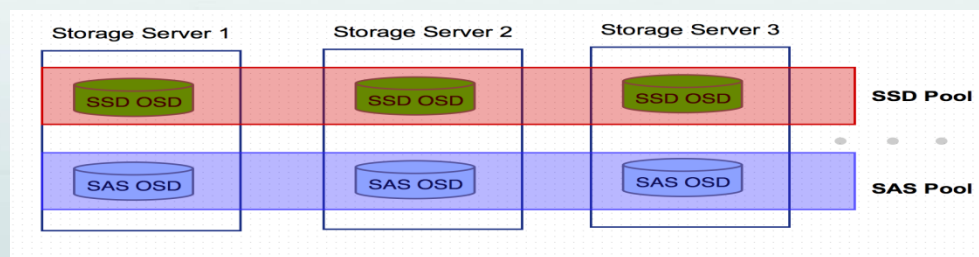 Storage Server 1
Storage Server 2
Storage Server 3
SSD OSD
SSD OSD
SSD OSD
SSD Pool
SAS OSD
SAS OSD
SAS OSD
SAS Pool